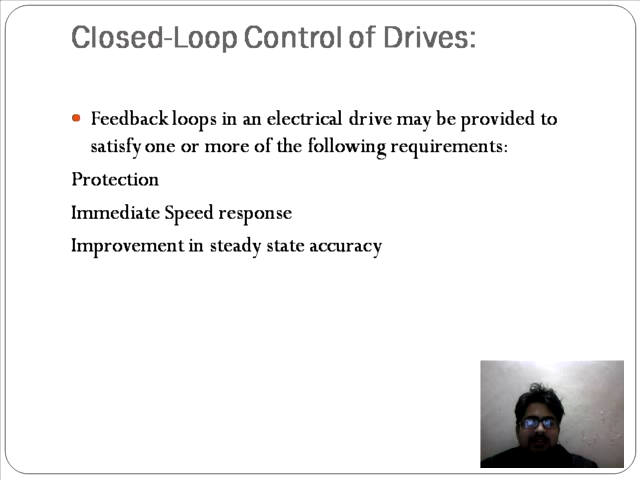 Closed-Loop Control of Drives:
Feedback loops in an electrical drive may be provided to
satisfy one or more of the following requirements:
Protection
Immediate Speed response
Improvement in steady state accuracy